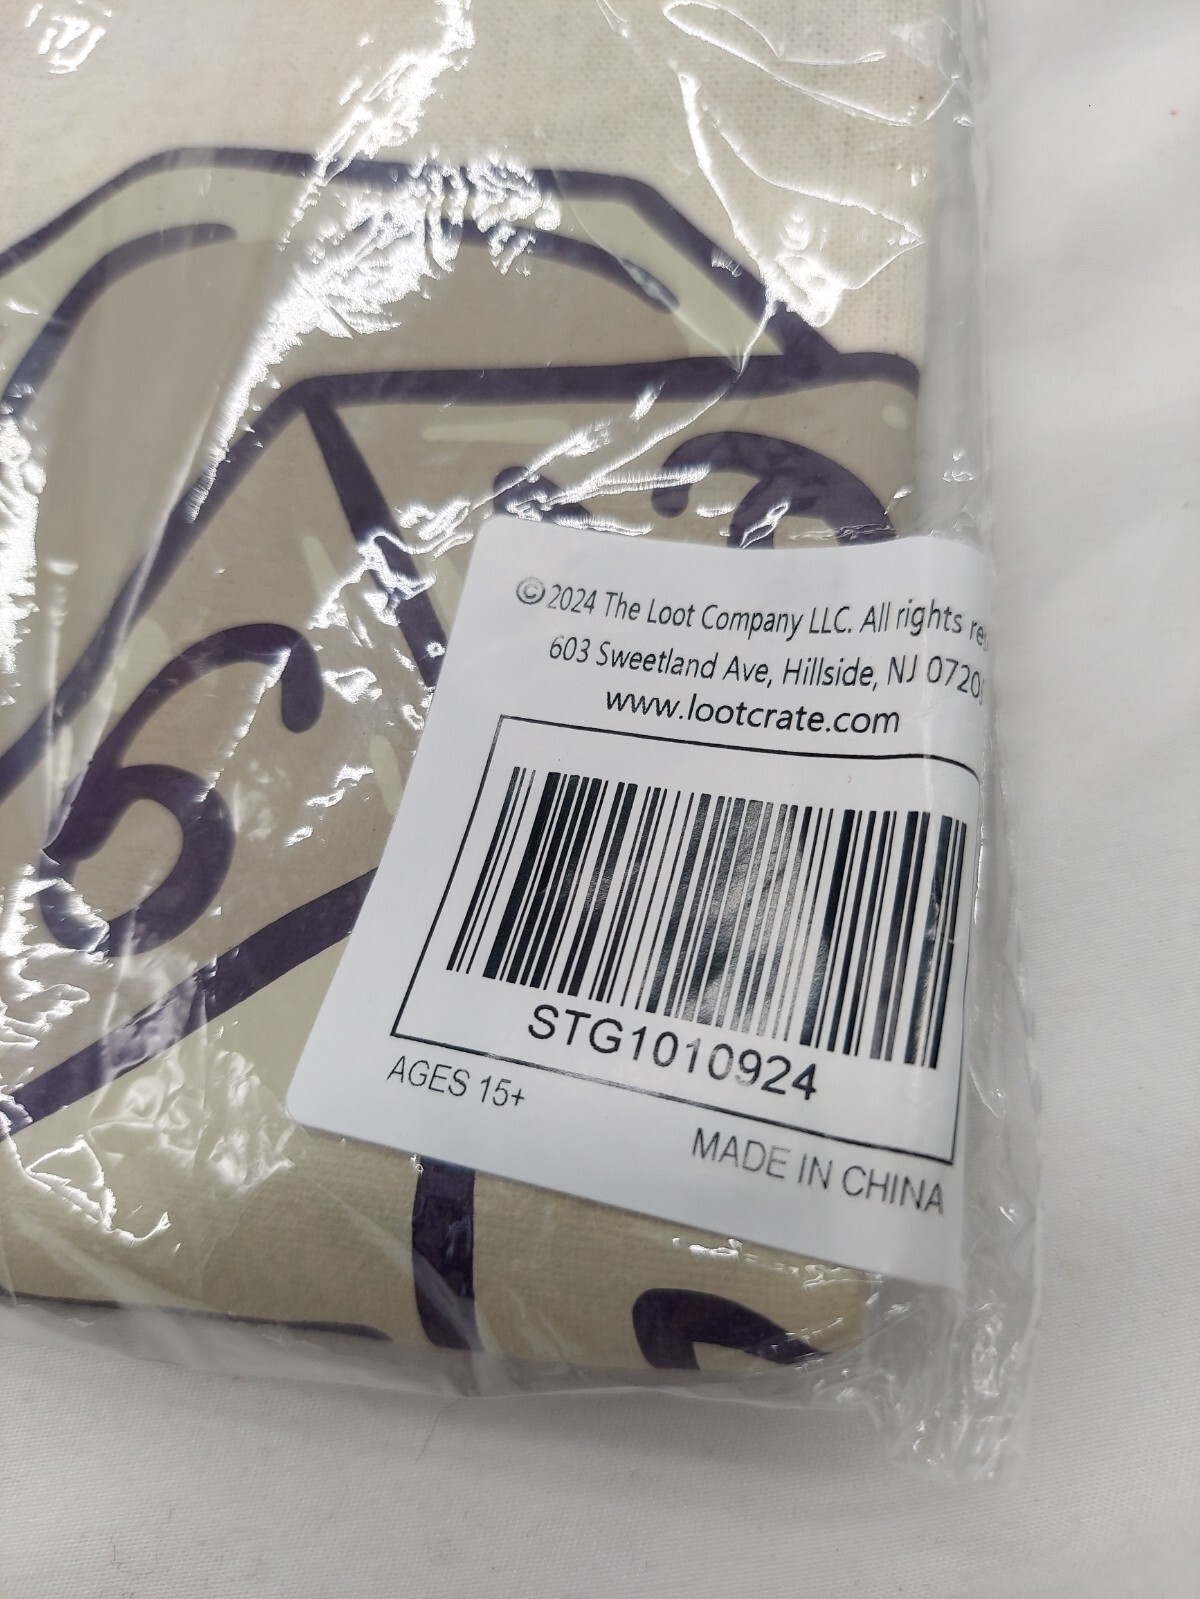 6
©2024 The Loot Company LLC. All rights
603 Sweetland Ave, Hillside, NJ
www.lootcrate.com
STG1010924
AGES 15+
MADE IN CHINA